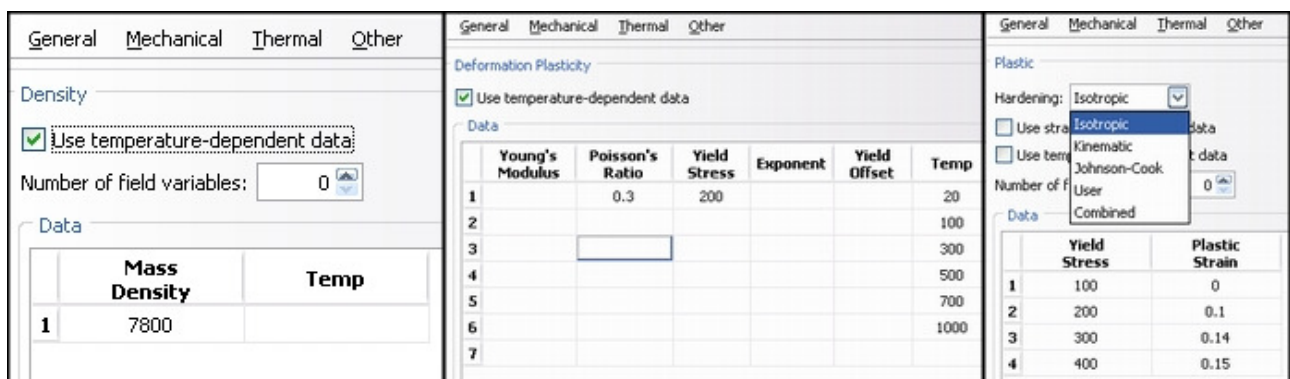 General Mechanical Thermal Other
Density
Use temperature-dependent data
Number of field variables: 0
Data
Mass Density Temp
1 7800
General Mechanical Thermal Other
Deformation Plasticity
Use temperature-dependent data
Data
Young's Modulus Poisson's Ratio Yield Stress Exponent Yield Offset Temp
1 0.3 200 20
2 100
3 300
4 500
5 700
6 1000
7
General Mechanical Thermal Other
Plastic
Hardening: Isotropic
Isotropic
Kinematic
Johnson-Cook
User
Combined
Use stra data
Use tem t data
Number of f 0
Data
Yield Stress Plastic Strain
1 100 0
2 200 0.1
3 300 0.14
4 400 0.15